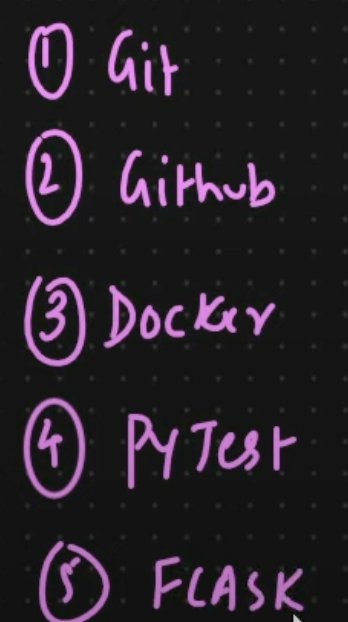 1 Git
2 Github
3 Docker
4 PyTest
5 FLASK